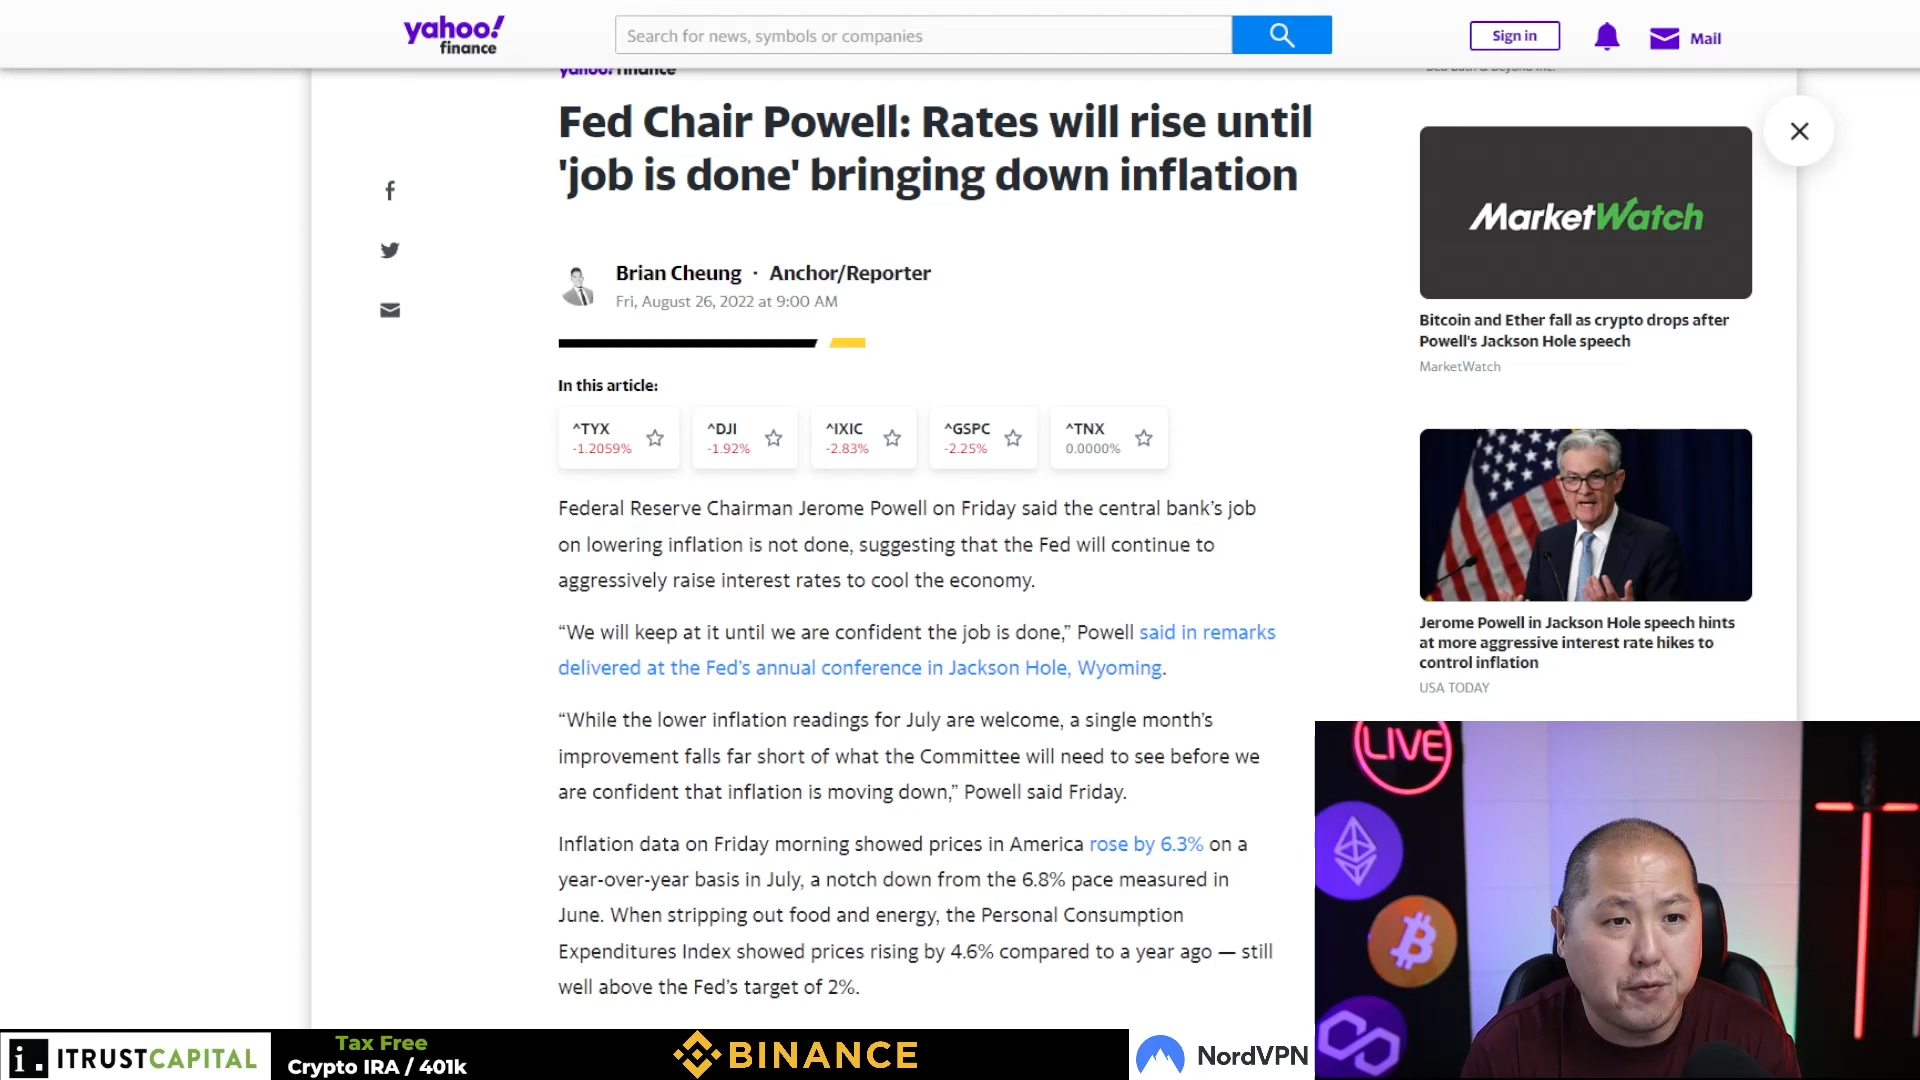 yahoo!
finance
Search for news, symbols or companies
Sign in
Mail
yahoo! finance
Fed Chair Powell: Rates will rise until
'job is done' bringing down inflation
Brian Cheung · Anchor/Reporter
Fri, August 26, 2022 at 9:00 AM
In this article:
^TYX
-1.2059%
^DJI
-1.92%
^IXIC
-2.83%
^GSPC
-2.25%
^TNX
0.0000%
Federal Reserve Chairman Jerome Powell on Friday said the central bank’s job
on lowering inflation is not done, suggesting that the Fed will continue to
aggressively raise interest rates to cool the economy.
“We will keep at it until we are confident the job is done,” Powell said in remarks
delivered at the Fed’s annual conference in Jackson Hole, Wyoming.
“While the lower inflation readings for July are welcome, a single month’s
improvement falls far short of what the Committee will need to see before we
are confident that inflation is moving down,” Powell said Friday.
Inflation data on Friday morning showed prices in America rose by 6.3% on a
year-over-year basis in July, a notch down from the 6.8% pace measured in
June. When stripping out food and energy, the Personal Consumption
Expenditures Index showed prices rising by 4.6% compared to a year ago — still
well above the Fed’s target of 2%.
MarketWatch
Bitcoin and Ether fall as crypto drops after
Powell's Jackson Hole speech
MarketWatch
Jerome Powell in Jackson Hole speech hints
at more aggressive interest rate hikes to
control inflation
USA TODAY
LIVE
i.
ITRUSTCAPITAL
Tax Free
Crypto IRA / 401k
BINANCE
NordVPN